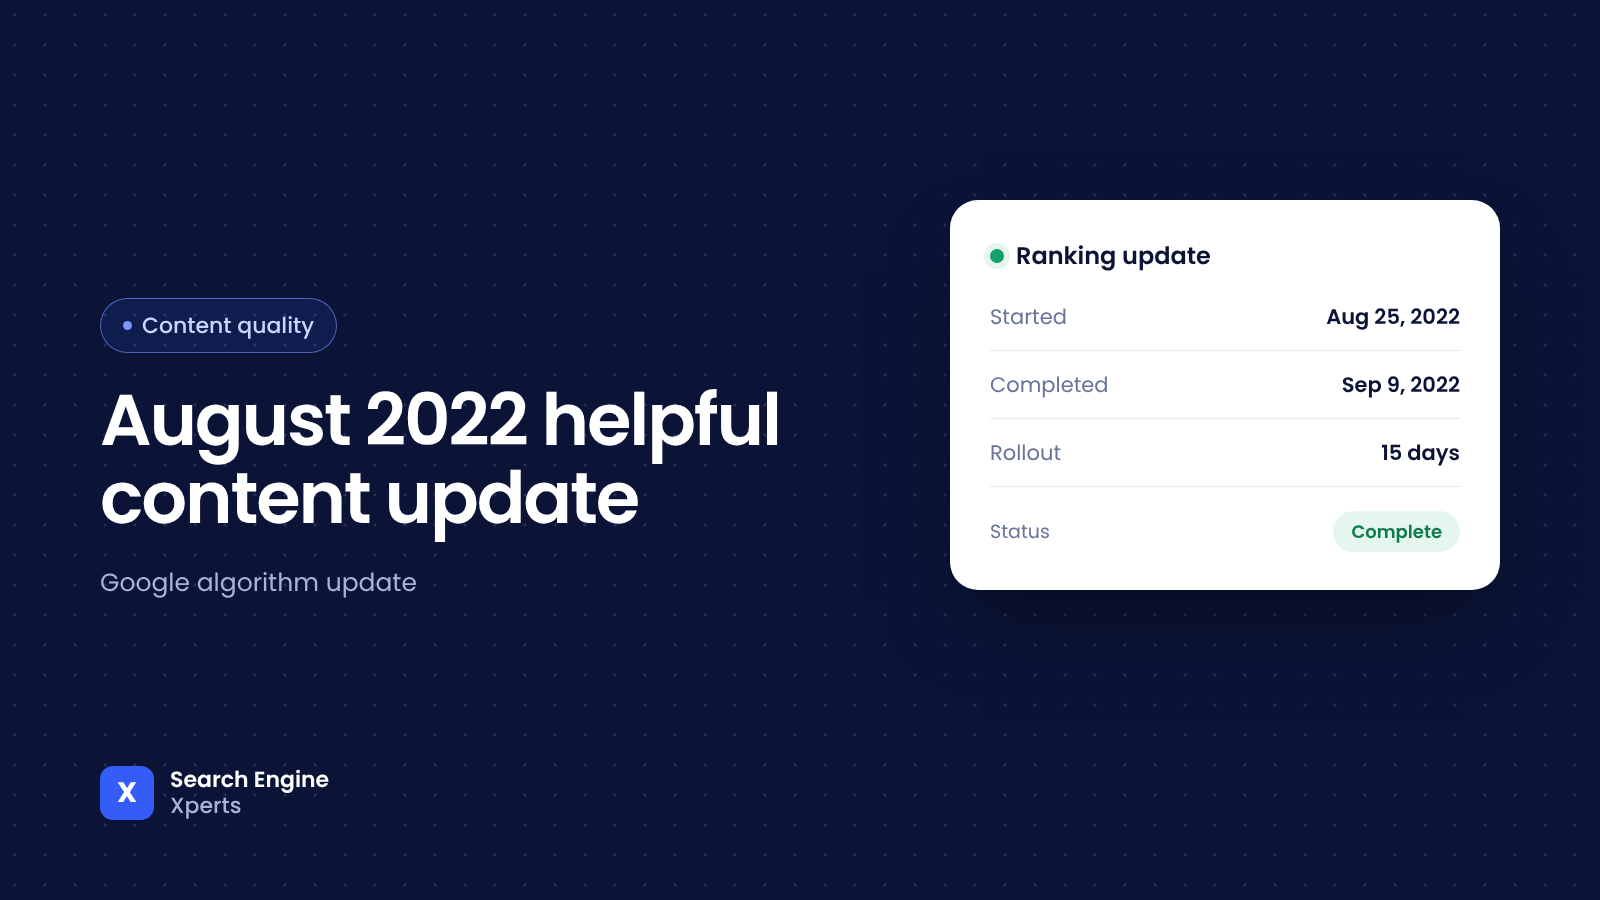 Content quality
August 2022 helpful
content update
Google algorithm update
Ranking update
Started Aug 25, 2022
Completed Sep 9, 2022
Rollout 15 days
Status Complete
X
Search Engine
Xperts